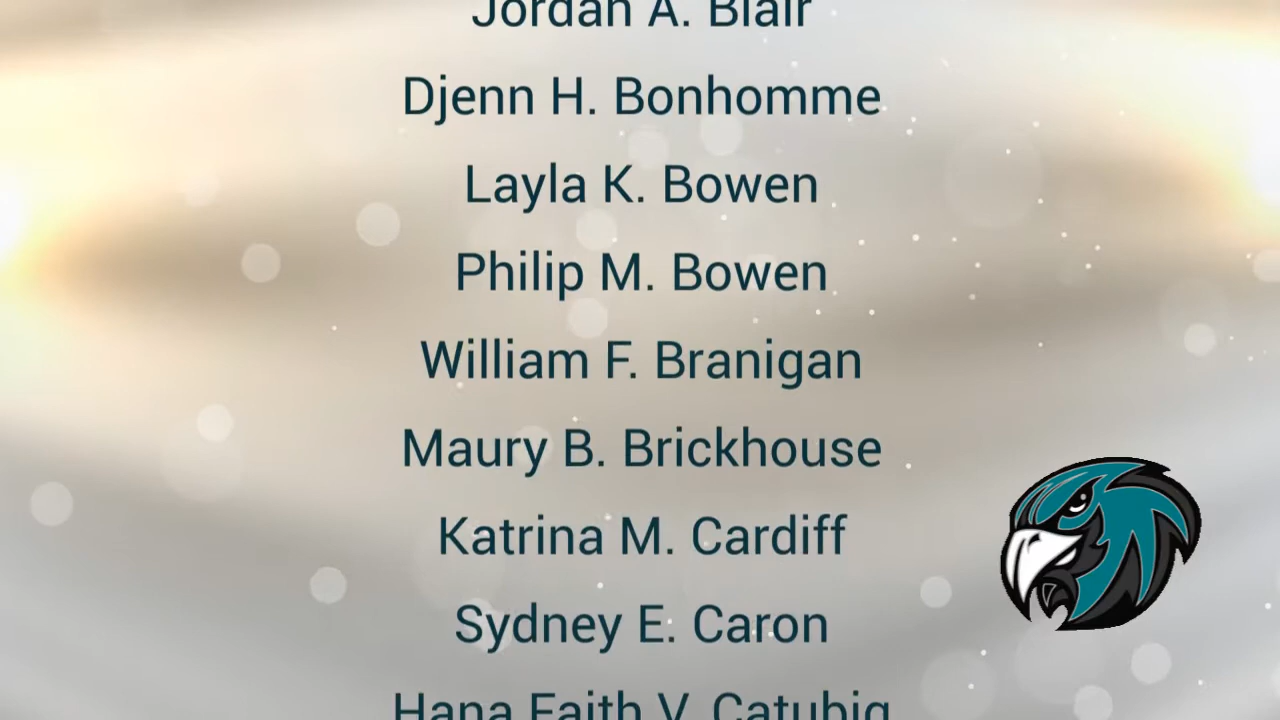 Jordan A. Blair
Djenn H. Bonhomme
Layla K. Bowen
Philip M. Bowen
William F. Branigan
Maury B. Brickhouse
Katrina M. Cardiff
Sydney E. Caron
Hana Faith V. Catubig